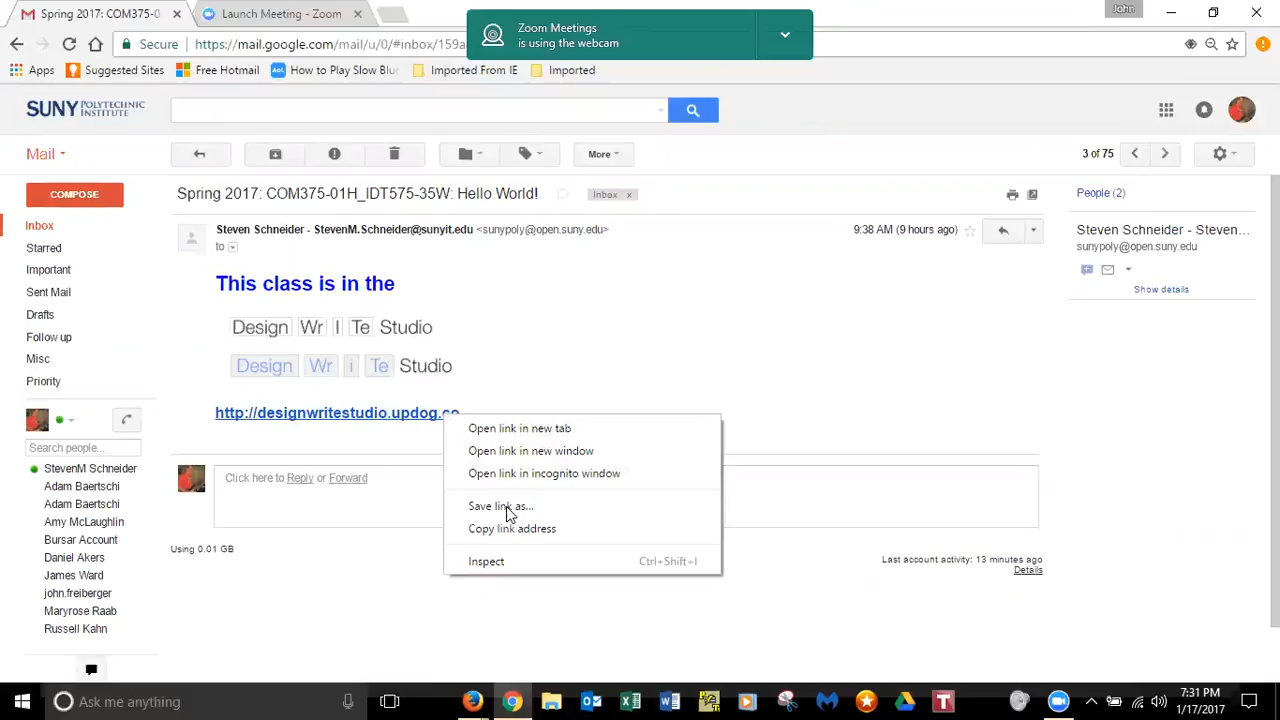 Spring 2017: COM375-0
Launch Meeting - Zoom
John
Zoom Meetings
is using the webcam
Secure
https://mail.google.com/mail/u/0/#inbox/159a
Apps
Suggested Sites
Free Hotmail
How to Play Slow Blu
Imported From IE
Imported
SUNY POLYTECHNIC
INSTITUTE
Mail
More
3 of 75
COMPOSE
Spring 2017: COM375-01H_IDT575-35W: Hello World!
Inbox x
People (2)
Inbox
Starred
Important
Sent Mail
Drafts
Follow up
Misc
Priority
Steven Schneider - StevenM.Schneider@sunyit.edu <sunypoly@open.suny.edu>
to
9:38 AM (9 hours ago)
Steven Schneider - Steven...
sunypoly@open.suny.edu
Show details
This class is in the
Design Wr I Te Studio
Design Wr i Te Studio
http://designwritestudio.updog.co
Open link in new tab
Open link in new window
Open link in incognito window
Save link as...
Copy link address
Inspect Ctrl+Shift+I
Click here to Reply or Forward
Using 0.01 GB
Last account activity: 13 minutes ago
Details
Search people...
StevenM Schneider
Adam Baertschi
Adam Baertschi
Amy McLaughlin
Bursar Account
Daniel Akers
James Ward
john.freiberger
Maryrose Raab
Russell Kahn
Ask me anything
7:31 PM
1/17/2017